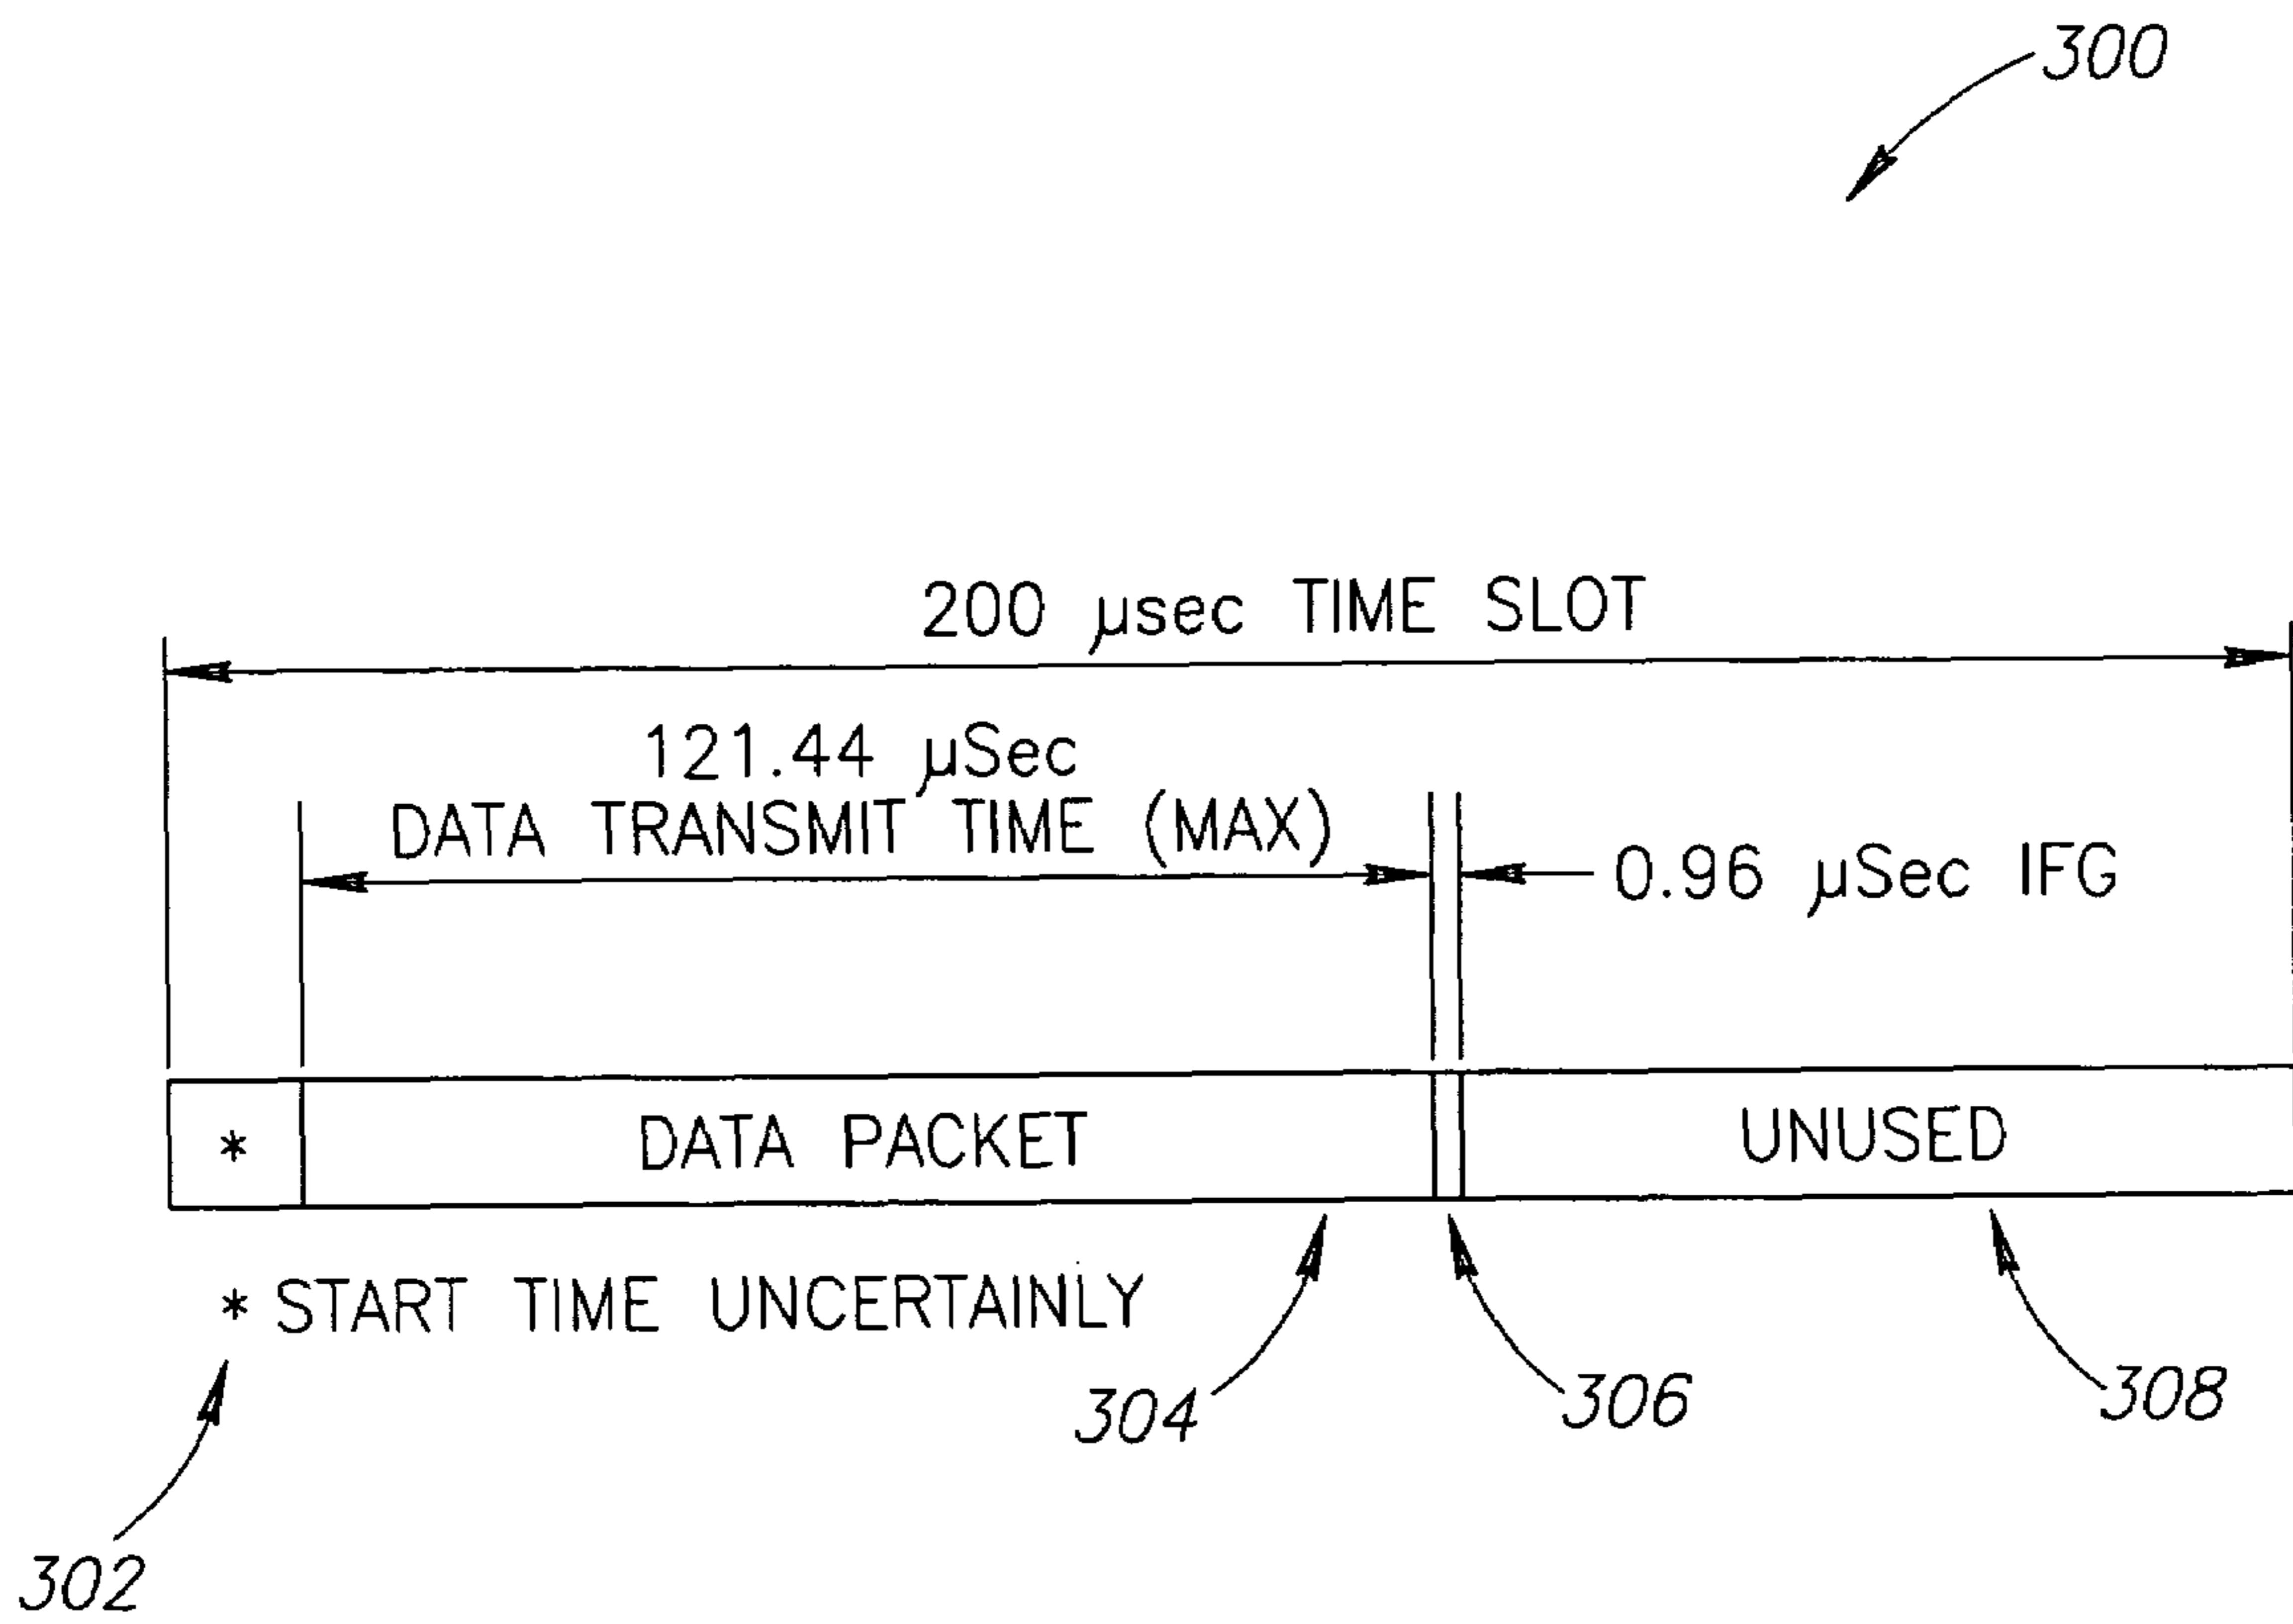 300
200 µsec TIME SLOT
121.44 µSec
DATA TRANSMIT TIME (MAX)
0.96 µSec IFG
* DATA PACKET UNUSED
* START TIME UNCERTAINLY
302
304
306
308